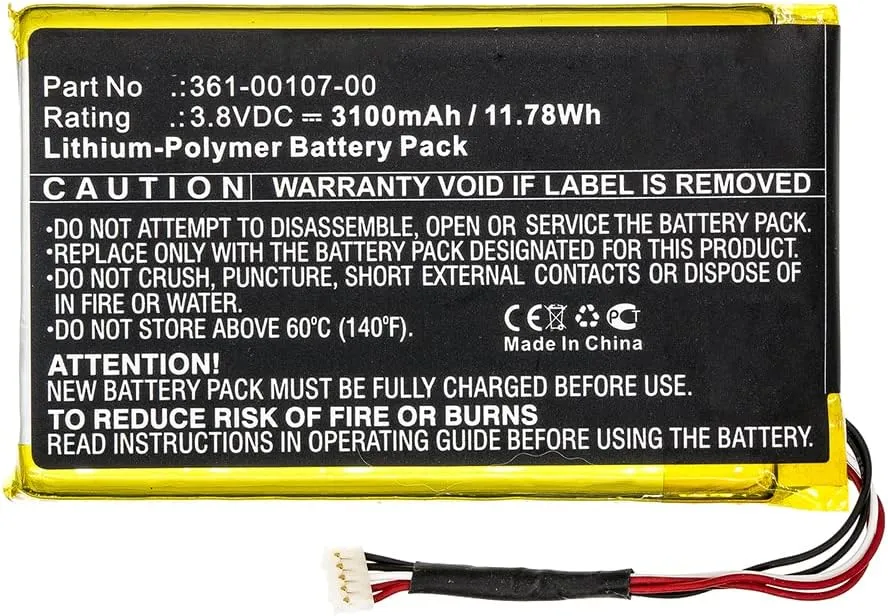 Part No .:361-00107-00
Rating .:3.8VDC ⎓ 3100mAh / 11.78Wh
Lithium-Polymer Battery Pack
CAUTION | WARRANTY VOID IF LABEL IS REMOVED
·DO NOT ATTEMPT TO DISASSEMBLE, OPEN OR SERVICE THE BATTERY PACK.
·REPLACE ONLY WITH THE BATTERY PACK DESIGNATED FOR THIS PRODUCT.
·DO NOT CRUSH, PUNCTURE, SHORT EXTERNAL CONTACTS OR DISPOSE OF
IN FIRE OR WATER.
·DO NOT STORE ABOVE 60ºC (140ºF).
CE PCT
Made In China
ATTENTION!
NEW BATTERY PACK MUST BE FULLY CHARGED BEFORE USE.
TO REDUCE RISK OF FIRE OR BURNS
READ INSTRUCTIONS IN OPERATING GUIDE BEFORE USING THE BATTERY.